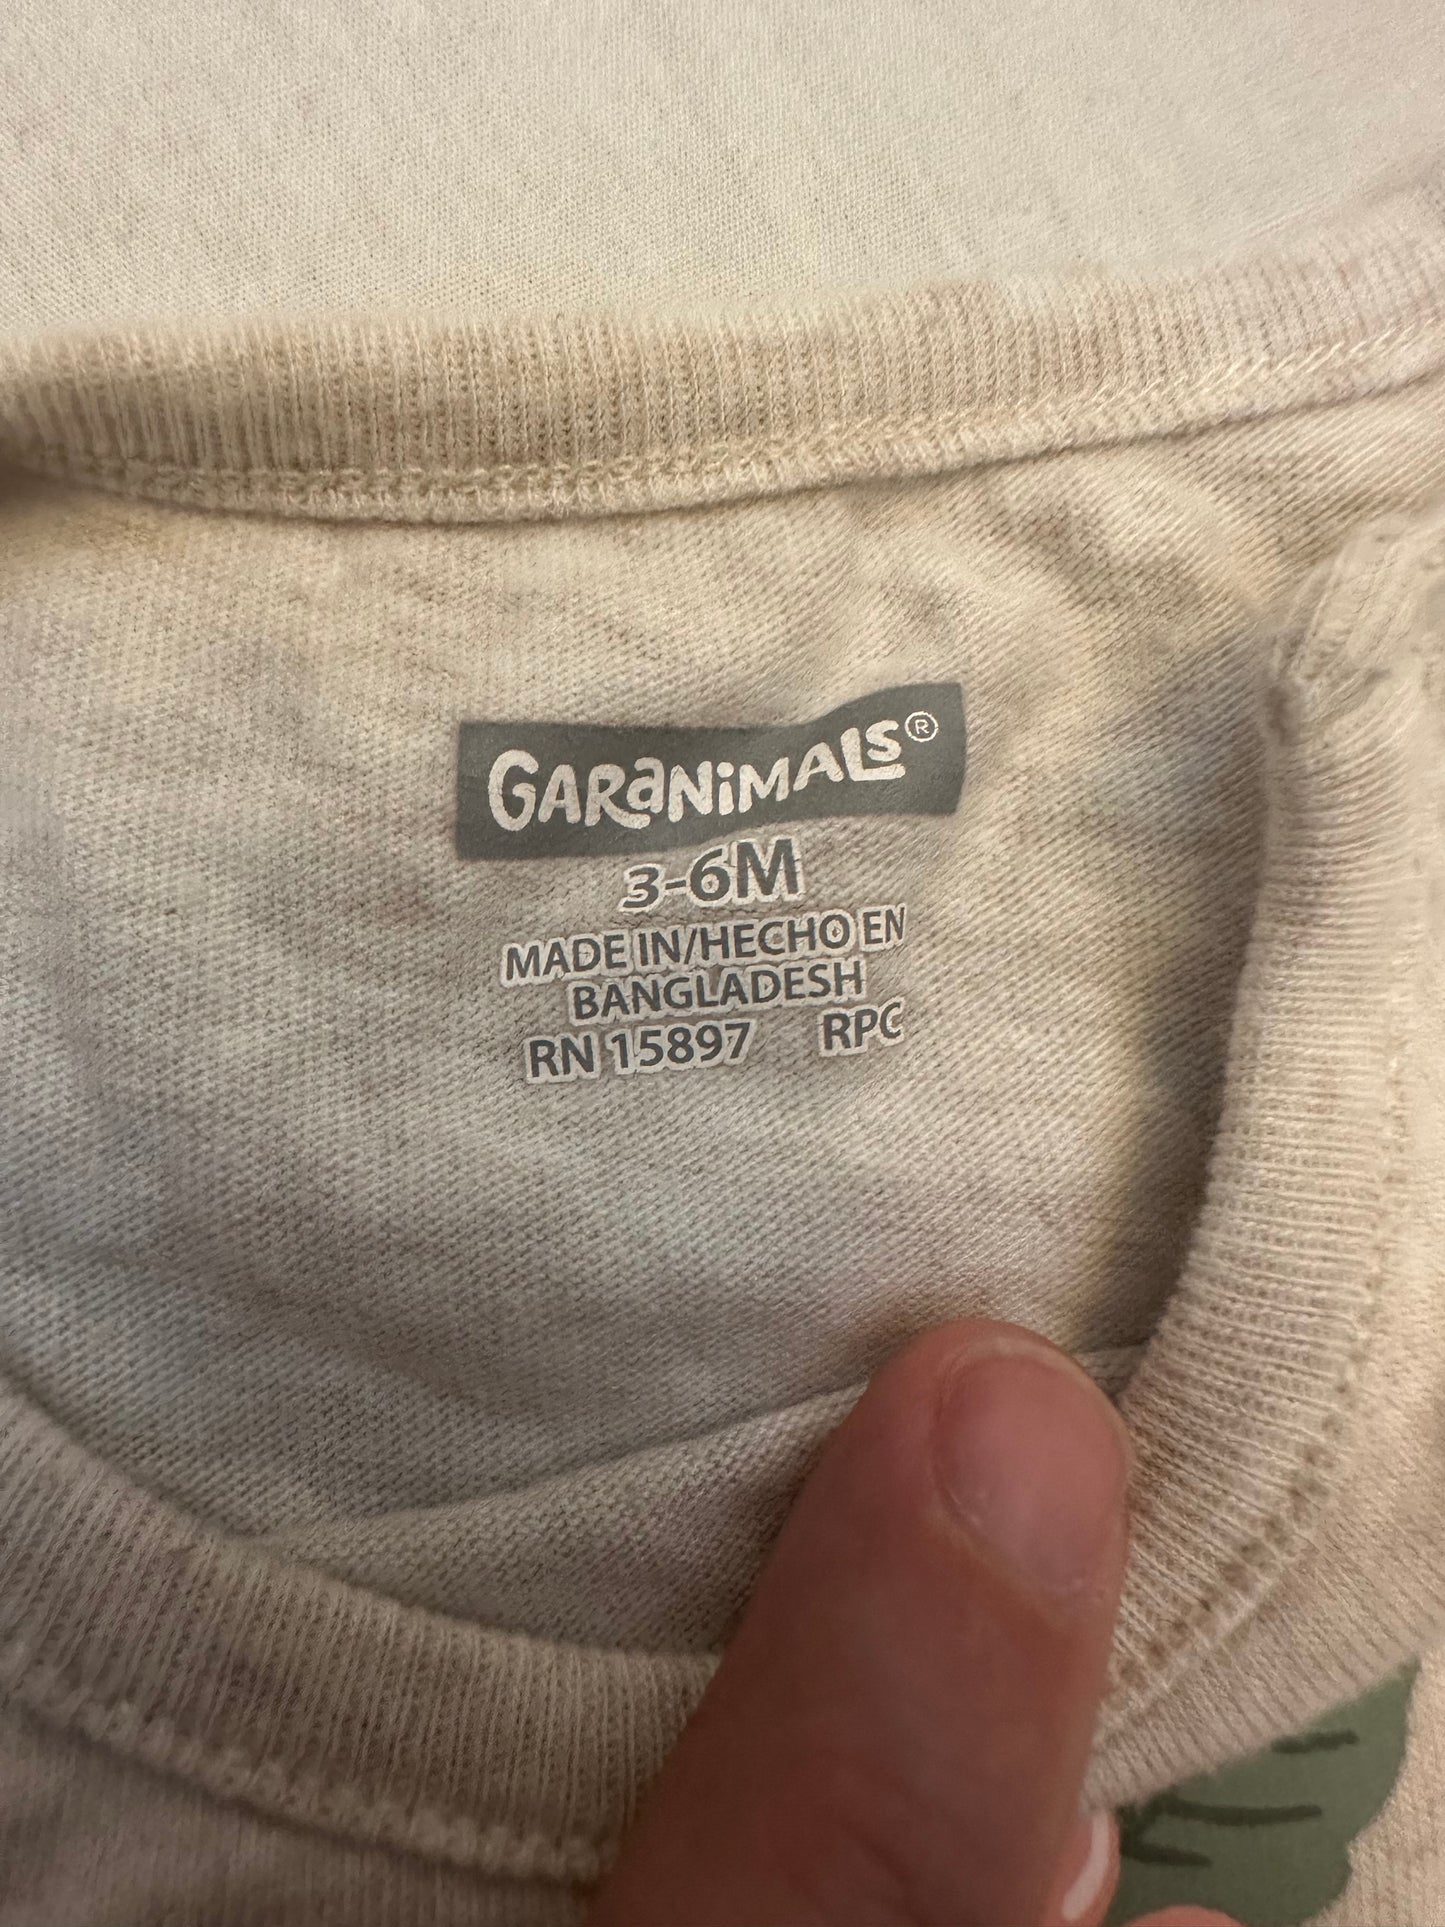 GARANIMALS®
3-6M
MADE IN/HECHO EN
BANGLADESH
RN 15897 RPC